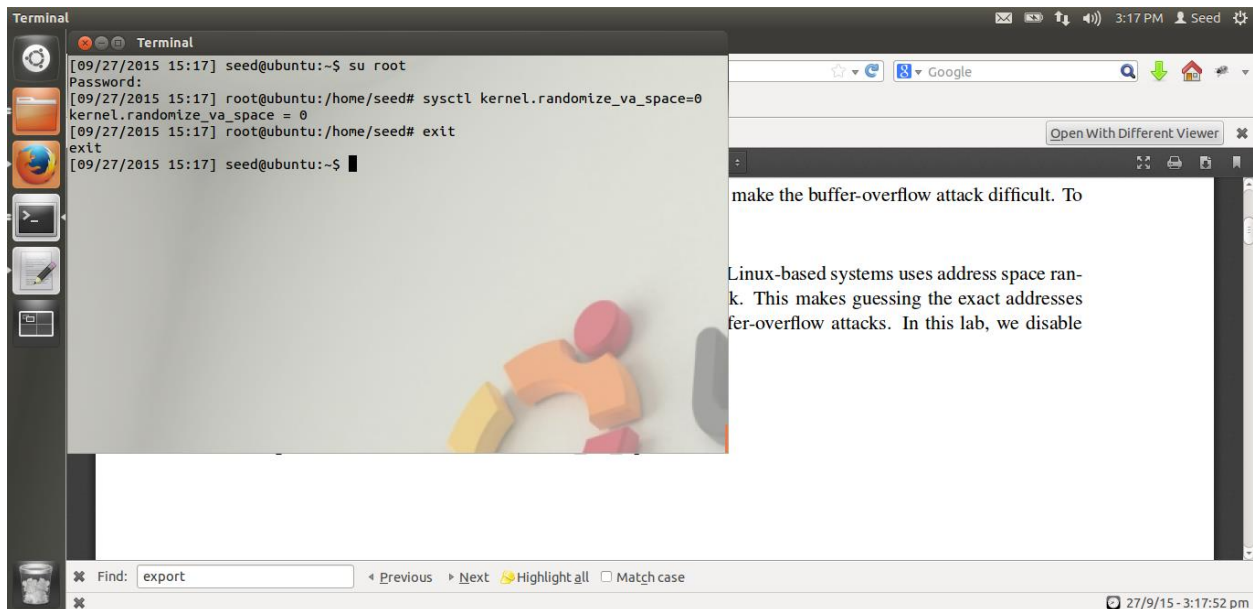 Terminal
3:17 PM Seed
Terminal
[09/27/2015 15:17] seed@ubuntu:~$ su root
Password:
[09/27/2015 15:17] root@ubuntu:/home/seed# sysctl kernel.randomize_va_space=0
kernel.randomize_va_space = 0
[09/27/2015 15:17] root@ubuntu:/home/seed# exit
exit
[09/27/2015 15:17] seed@ubuntu:~$
8 Google
Open With Different Viewer
make the buffer-overflow attack difficult. To
Linux-based systems uses address space ran-
k. This makes guessing the exact addresses
fer-overflow attacks. In this lab, we disable
Find: export Previous Next Highlight all Match case
27/9/15 - 3:17:52 pm